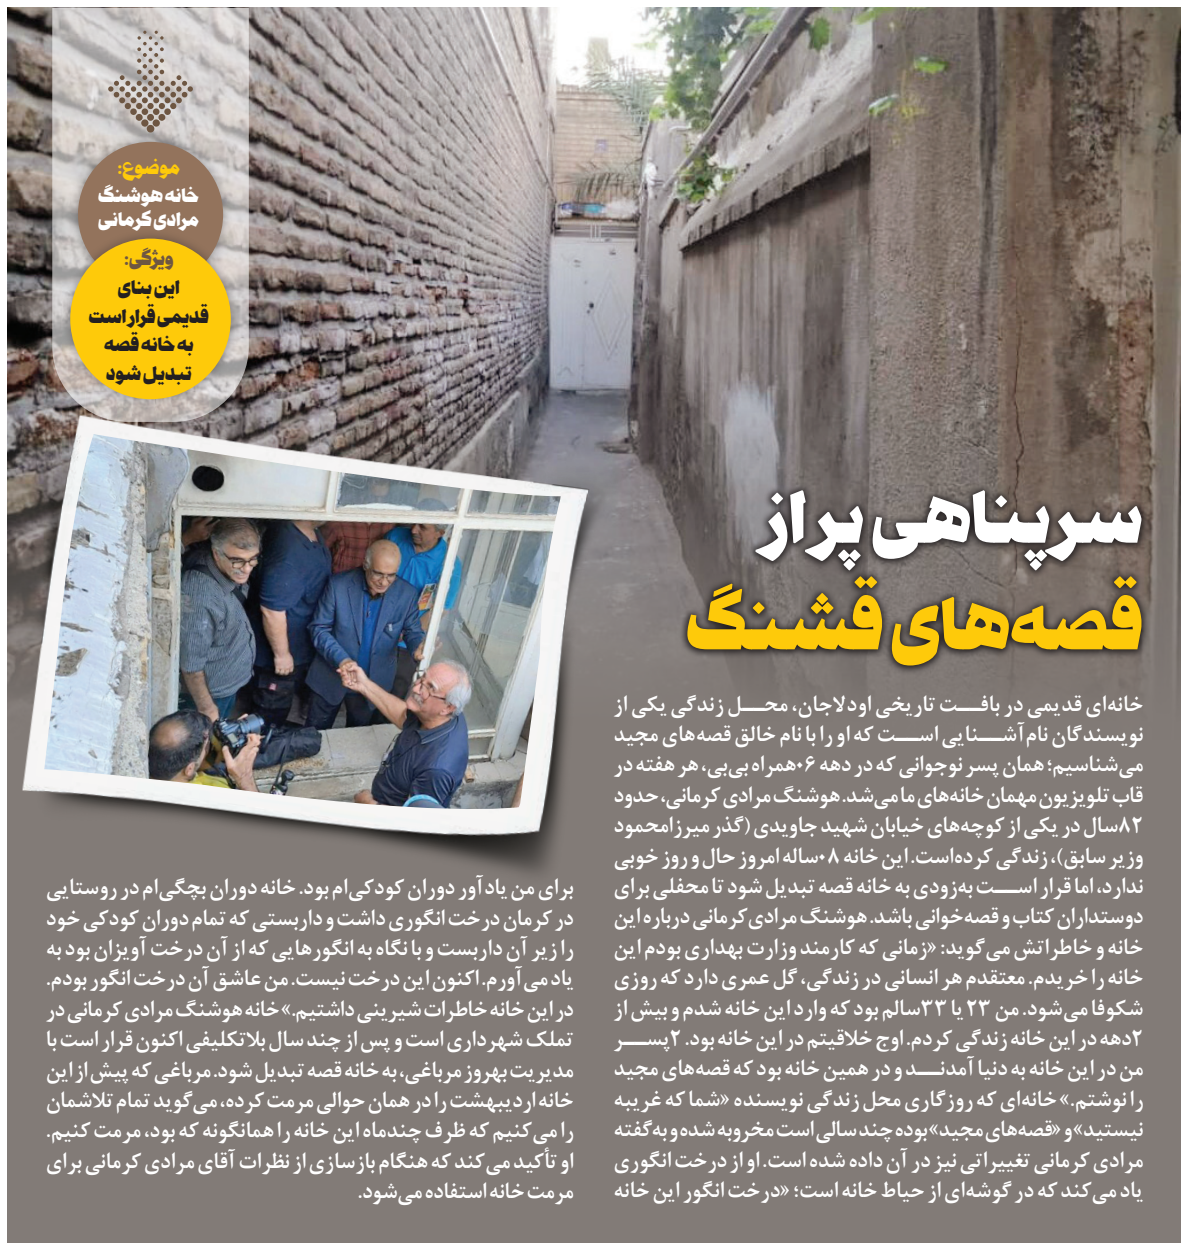 موضوع:
خانه هوشنگ
مرادی کرمانی
ویژگی:
این بنای
قدیمی قرار است
به خانه قصه
تبدیل شود
سرپناهی پر از
قصه‌های قشنگ
خانه‌ای قدیمی در بافت تاریخی اودلاجان، محل زندگی یکی از
نویسندگان نام‌آشنایی است که او را با نام خالق قصه‌های مجید
می‌شناسیم؛ همان پسر نوجوانی که در دهه ۰۶همراه بی‌بی، هر هفته در
قاب تلویزیون مهمان خانه‌های ما می‌شد. هوشنگ مرادی کرمانی، حدود
۸۲سال در یکی از کوچه‌های خیابان شهید جاویدی (گذر میرزامحمود
وزیر سابق)، زندگی کرده‌است. این خانه ۰۸ساله امروز حال و روز خوبی
ندارد، اما قرار است به‌زودی به خانه قصه تبدیل شود تا محفلی برای
دوستداران کتاب و قصه‌خوانی باشد. هوشنگ مرادی کرمانی درباره این
خانه و خاطراتش می‌گوید: «زمانی که کارمند وزارت بهداری بودم این
خانه را خریدم. معتقدم هر انسانی در زندگی، گل عمری دارد که روزی
شکوفا می‌شود. من ۲۳ یا ۳۳سالم بود که وارد این خانه شدم و بیش از
۲دهه در این خانه زندگی کردم. اوج خلاقیتم در این خانه بود. ۲پسر
من در این خانه به دنیا آمدند و در همین خانه بود که قصه‌های مجید
را نوشتم.» خانه‌ای که روزگاری محل زندگی نویسنده «شما که غریبه
نیستید» و «قصه‌های مجید» بوده چند سالی است مخروبه شده و به گفته
مرادی کرمانی تغییراتی نیز در آن داده شده است. او از درخت انگوری
یاد می‌کند که در گوشه‌ای از حیاط خانه است؛ «درخت انگور این خانه
برای من یادآور دوران کودکی‌ام بود. خانه دوران بچگی‌ام در روستایی
در کرمان درخت انگوری داشت و داربستی که تمام دوران کودکی خود
را زیر آن داربست و با نگاه به انگورهایی که از آن درخت آویزان بود به
یاد می‌آورم. اکنون این درخت نیست. من عاشق آن درخت انگور بودم.
در این خانه خاطرات شیرینی داشتیم.» خانه هوشنگ مرادی کرمانی در
تملک شهرداری است و پس از چند سال بلاتکلیفی اکنون قرار است با
مدیریت بهروز مرباغی، به خانه قصه تبدیل شود. مرباغی که پیش از این
خانه اردیبهشت را در همان حوالی مرمت کرده، می‌گوید تمام تلاشمان
را می‌کنیم که ظرف چندماه این خانه را همانگونه که بود، مرمت کنیم.
او تأکید می‌کند که هنگام بازسازی از نظرات آقای مرادی کرمانی برای
مرمت خانه استفاده می‌شود.